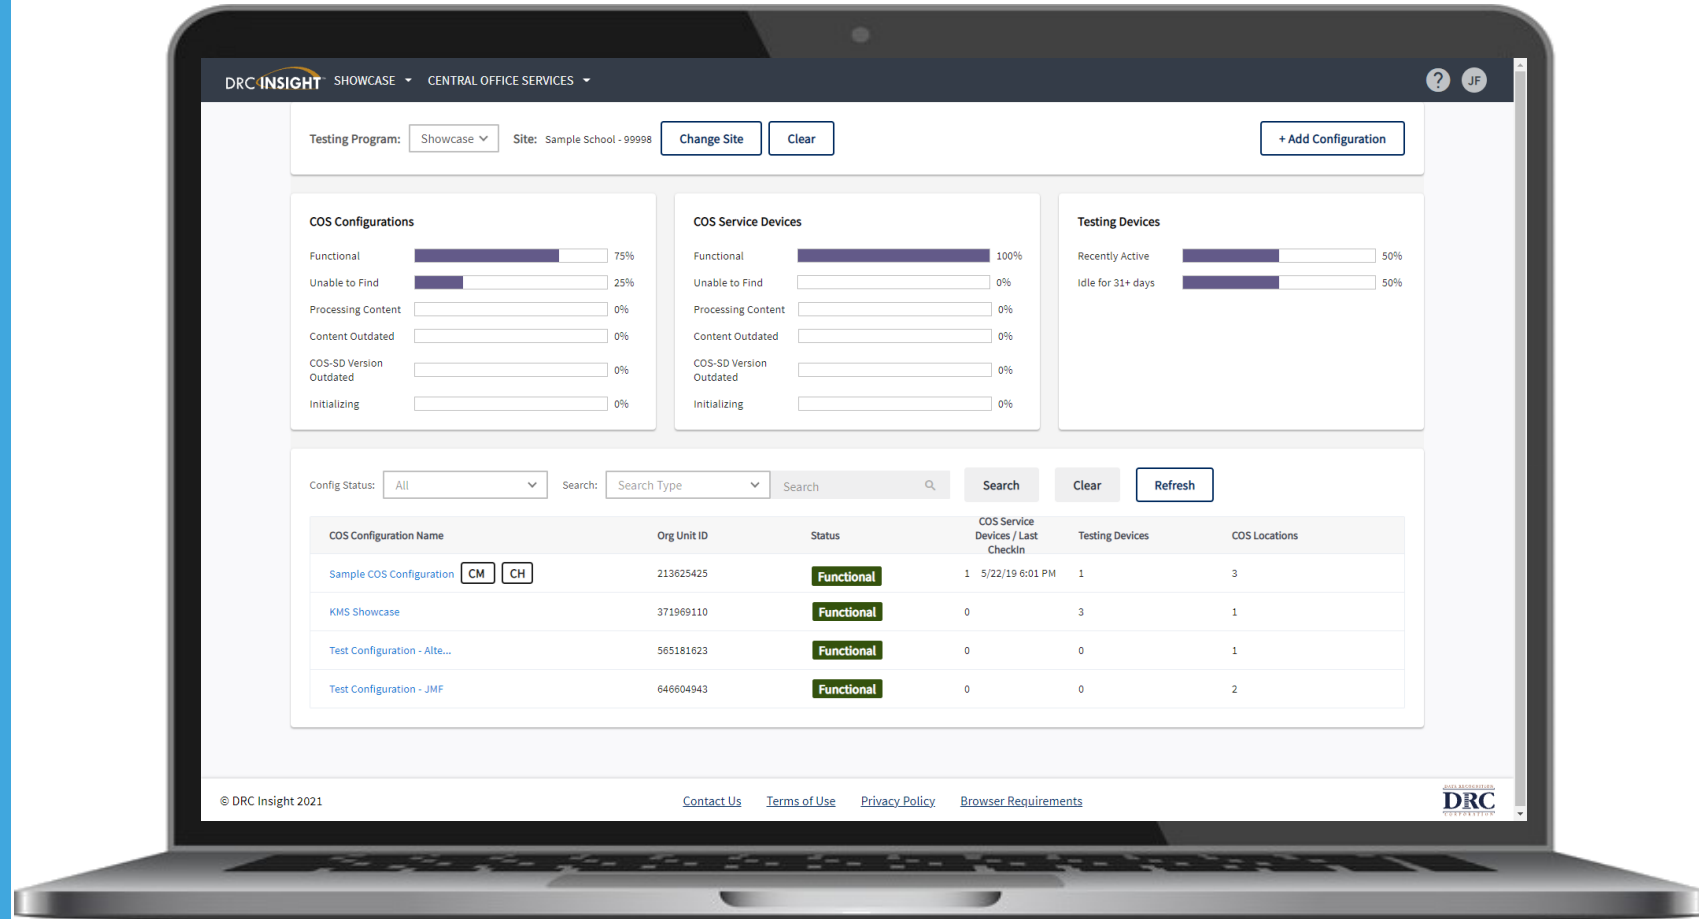 DRC INSIGHT SHOWCASE CENTRAL OFFICE SERVICES ? JF
Testing Program: Showcase Site: Sample School - 99998 Change Site Clear + Add Configuration
COS Configurations
Functional 75%
Unable to Find 25%
Processing Content 0%
Content Outdated 0%
COS-SD Version
Outdated 0%
Initializing 0%
COS Service Devices
Functional 100%
Unable to Find 0%
Processing Content 0%
Content Outdated 0%
COS-SD Version
Outdated 0%
Initializing 0%
Testing Devices
Recently Active 50%
Idle for 31+ days 50%
Config Status: All Search: Search Type Search Search Clear Refresh
COS Configuration Name Org Unit ID Status COS Service Devices / Last CheckIn Testing Devices COS Locations
Sample COS Configuration CM CH 213625425 Functional 1 5/22/19 6:01 PM 1 3
KMS Showcase 371969110 Functional 0 3 1
Test Configuration - Alte... 565181623 Functional 0 0 1
Test Configuration - JMF 646604943 Functional 0 0 2
© DRC Insight 2021 Contact Us Terms of Use Privacy Policy Browser Requirements
DATA RECOGNITION
DRC
CORPORATION